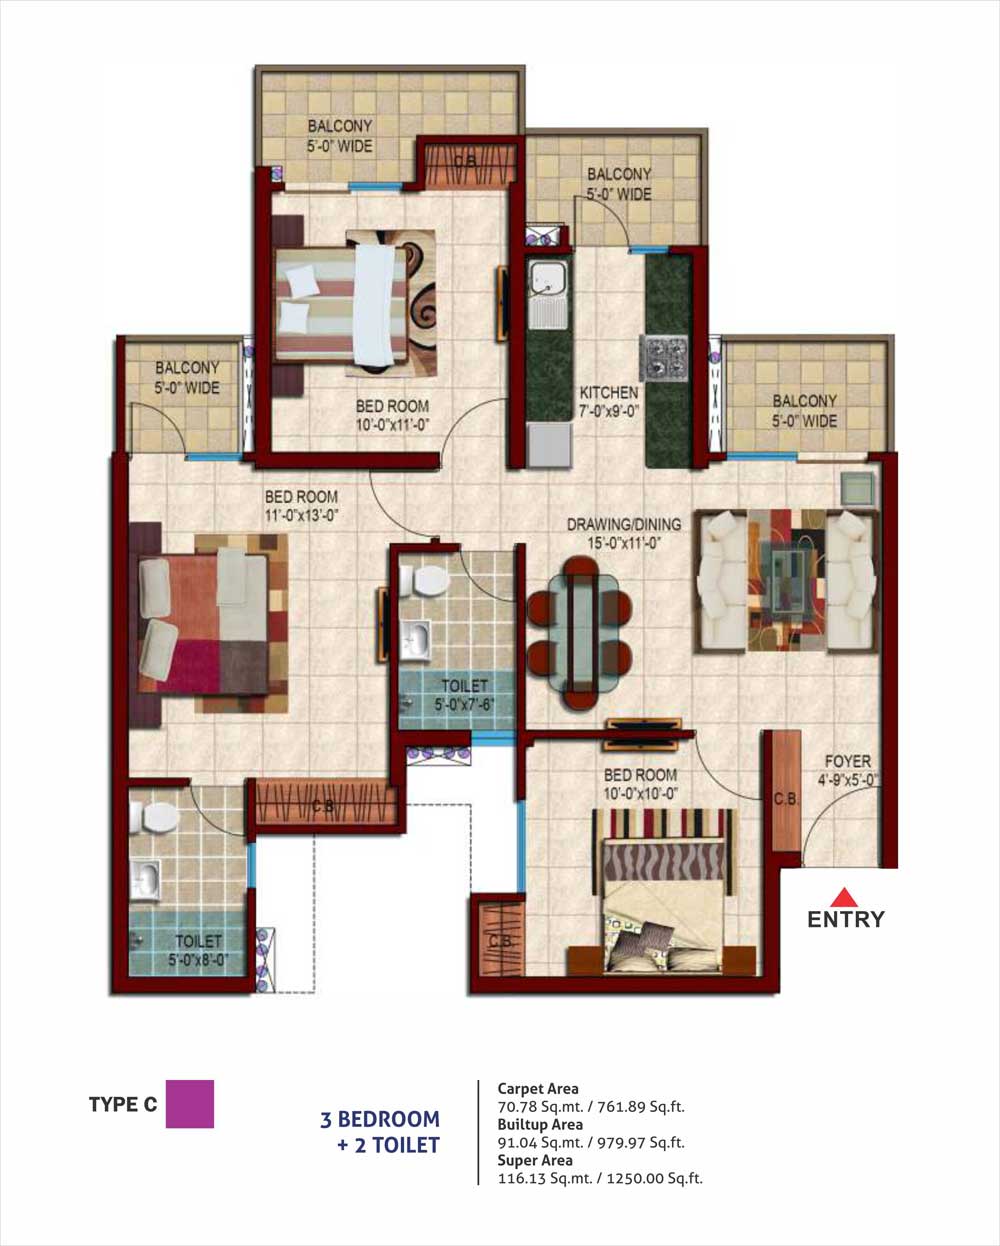 BALCONY
5'-0" WIDE
C.B.
BALCONY
5'-0" WIDE
BALCONY
5'-0" WIDE
KITCHEN
7'-0"x9'-0"
BALCONY
5'-0" WIDE
BED ROOM
10'-0"x11'-0"
BED ROOM
11'-0"x13'-0"
DRAWING/DINING
15'-0"x11'-0"
TOILET
5'-0"x7'-6"
BED ROOM
10'-0"x10'-0"
FOYER
4'-9"x5'-0"
C.B.
C.B.
ENTRY
TOILET
5'-0"x8'-0"
C.B.
TYPE C
3 BEDROOM
+ 2 TOILET
Carpet Area
70.78 Sq.mt. / 761.89 Sq.ft.
Builtup Area
91.04 Sq.mt. / 979.97 Sq.ft.
Super Area
116.13 Sq.mt. / 1250.00 Sq.ft.